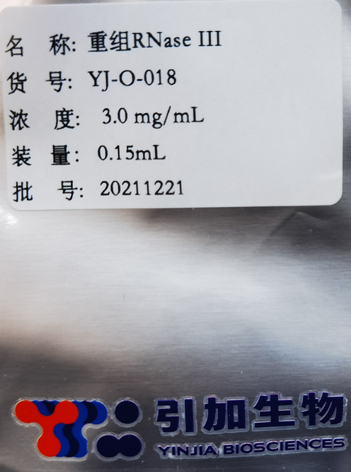 名 称: 重组RNase III
货 号: YJ-O-018
浓 度: 3.0 mg/mL
装 量: 0.15mL
批 号: 20211221
引加生物
YINJIA BIOSCIENCES